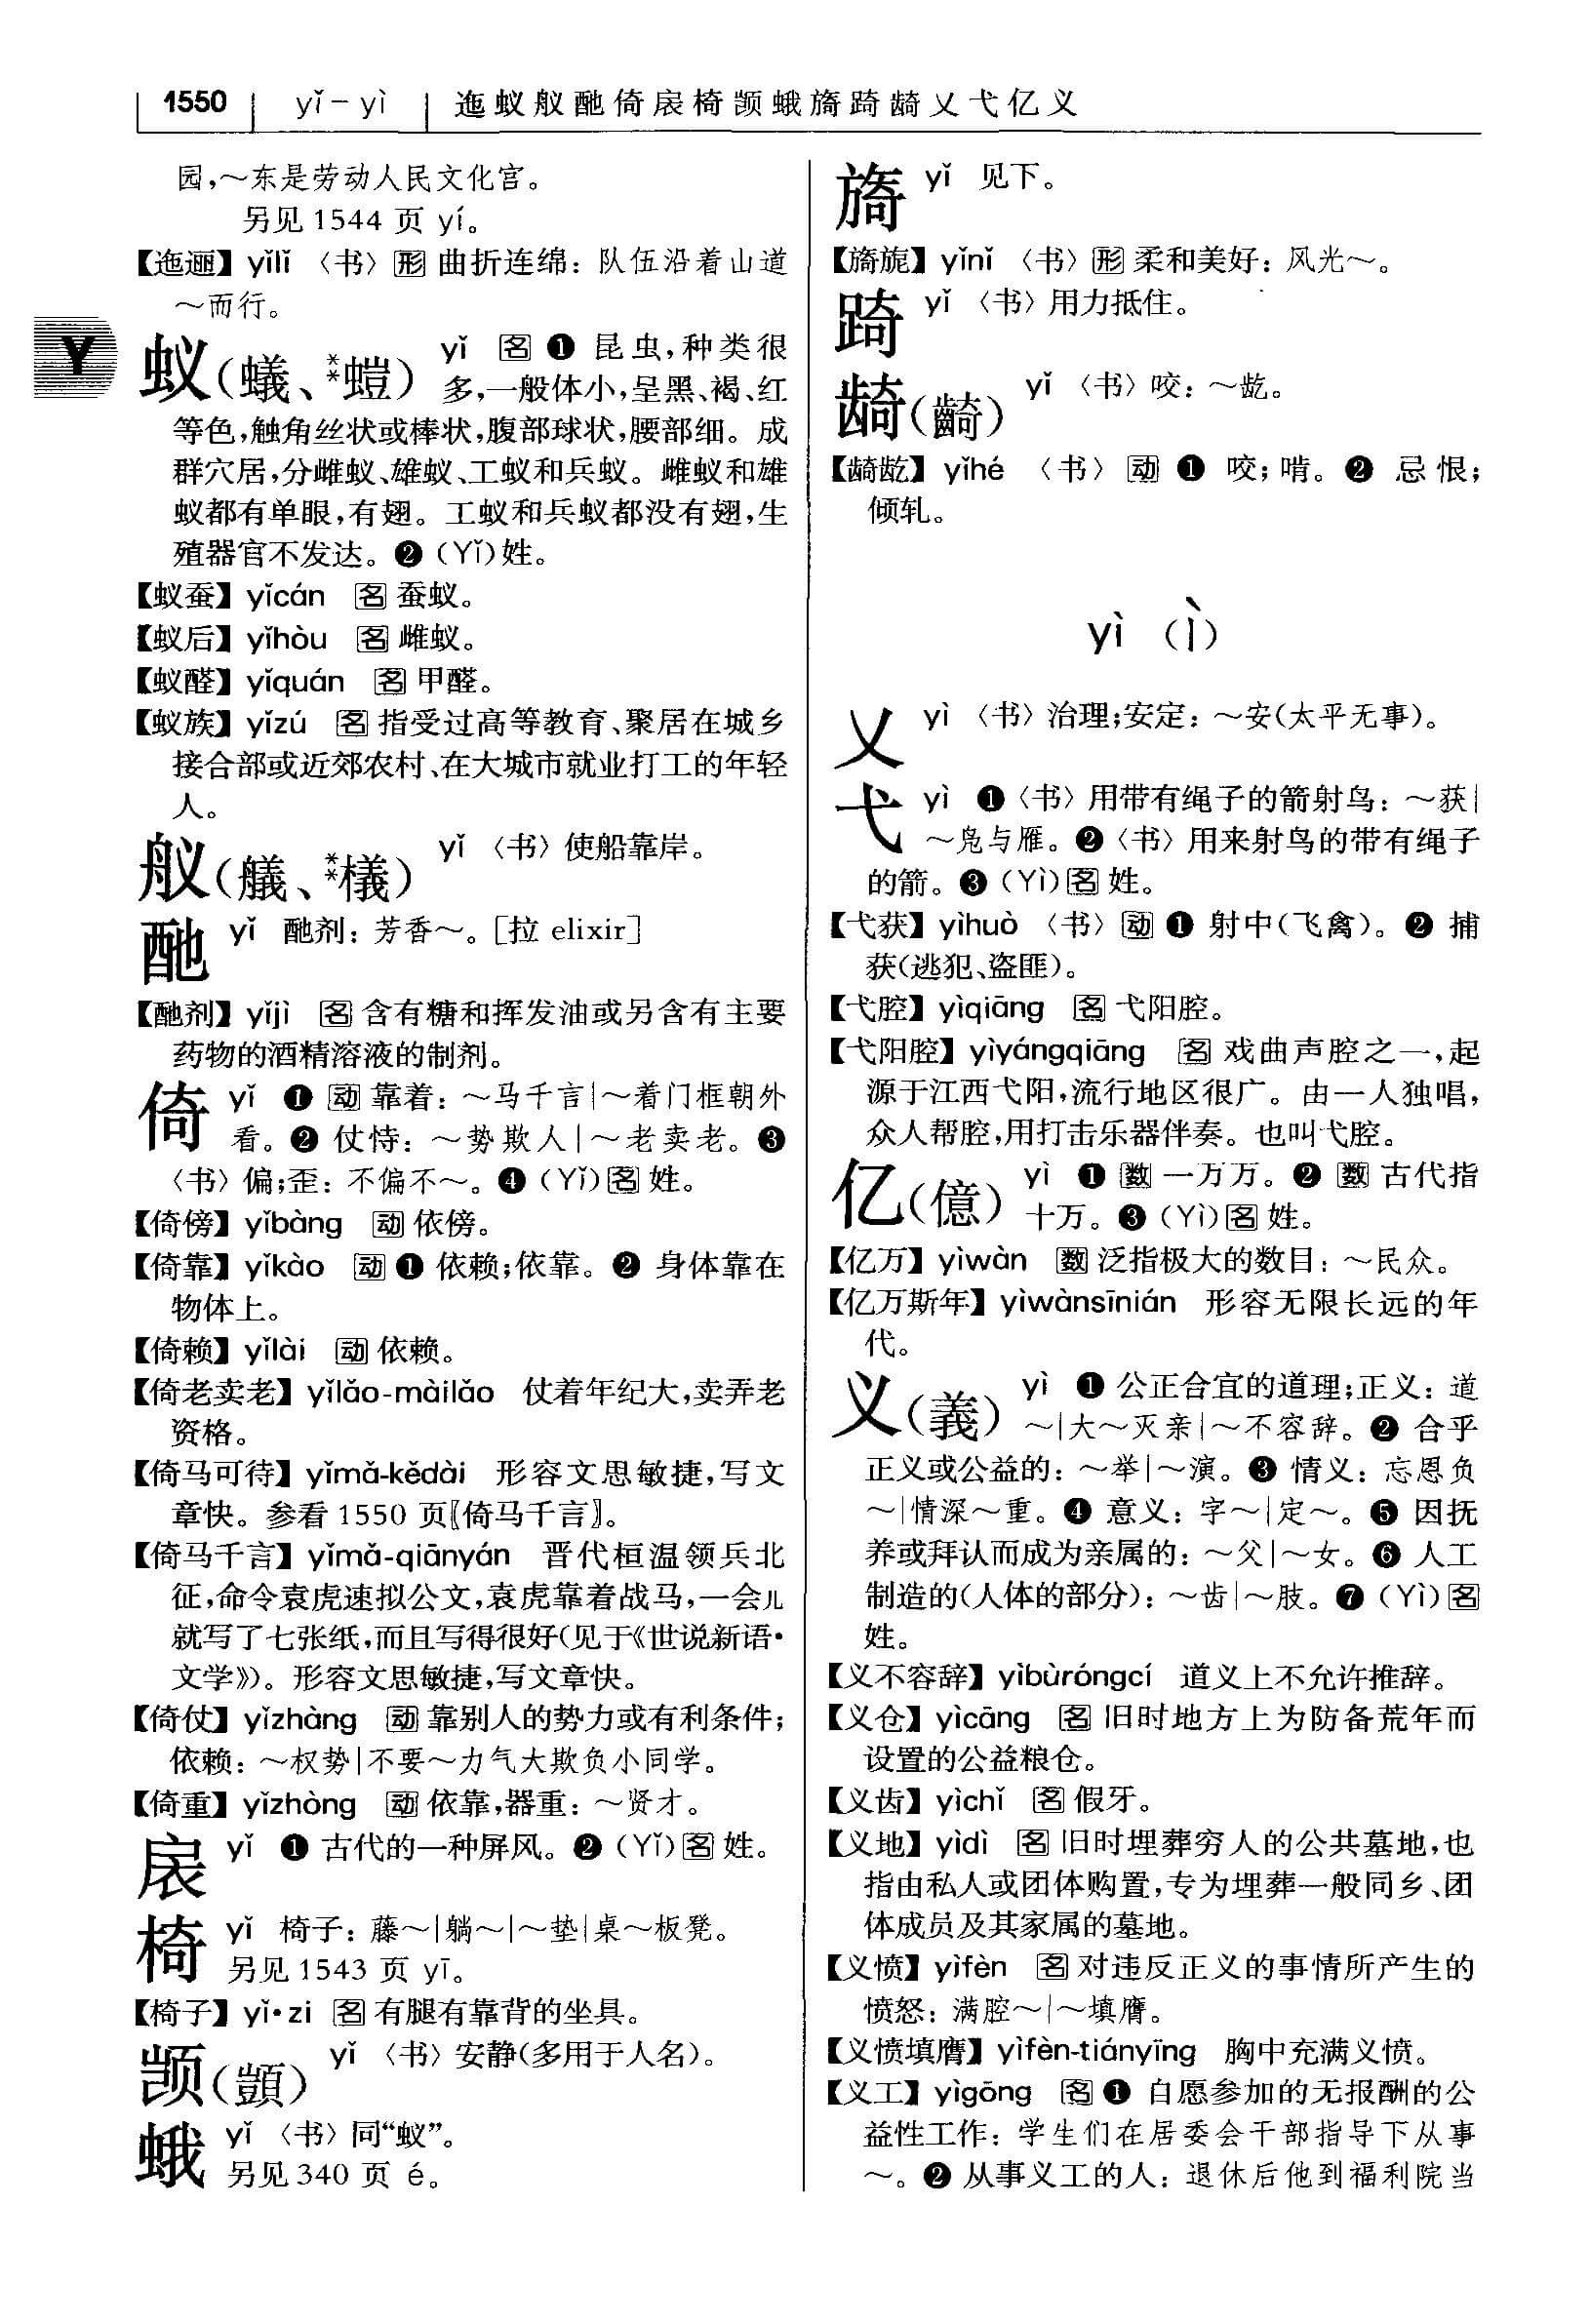 1550 yǐ－yì 迤蚁舣酏倚扆椅𫖮蛾旖踦齮乂弋亿义
园，～东是劳动人民文化宫。
另见 1544 页 yí。
【迤逦】yǐlǐ 〈书〉形 曲折连绵：队伍沿着山道
～而行。
Y
蚁（蟻、**螘） yǐ 名 ❶ 昆虫，种类很
多，一般体小，呈黑、褐、红
等色，触角丝状或棒状，腹部球状，腰部细。成
群穴居，分雌蚁、雄蚁、工蚁和兵蚁。雌蚁和雄
蚁都有单眼，有翅。工蚁和兵蚁都没有翅，生
殖器官不发达。❷（Yǐ）姓。
【蚁蚕】yǐcán 名 蚕蚁。
【蚁后】yǐhòu 名 雌蚁。
【蚁醛】yǐquán 名 甲醛。
【蚁族】yǐzú 名 指受过高等教育、聚居在城乡
接合部或近郊农村、在大城市就业打工的年轻
人。
舣（艤、**檥） yǐ 〈书〉使船靠岸。
酏 yǐ 酏剂：芳香～。［拉 elixir］
【酏剂】yǐjì 名 含有糖和挥发油或另含有主要
药物的酒精溶液的制剂。
倚 yǐ ❶ 动 靠着：～马千言|～着门框朝外
看。❷ 仗恃：～势欺人|～老卖老。❸
〈书〉偏；歪：不偏不～。❹（Yǐ）名 姓。
【倚傍】yǐbàng 动 依傍。
【倚靠】yǐkào 动 ❶ 依赖；依靠。❷ 身体靠在
物体上。
【倚赖】yǐlài 动 依赖。
【倚老卖老】yǐlǎo-màilǎo 仗着年纪大，卖弄老
资格。
【倚马可待】yǐmǎ-kědài 形容文思敏捷，写文
章快。参看 1550 页〖倚马千言〗。
【倚马千言】yǐmǎ-qiānyán 晋代桓温领兵北
征，命令袁虎速拟公文，袁虎靠着战马，一会儿
就写了七张纸，而且写得很好（见于《世说新语·
文学》）。形容文思敏捷，写文章快。
【倚仗】yǐzhàng 动 靠别人的势力或有利条件；
依赖：～权势|不要～力气大欺负小同学。
【倚重】yǐzhòng 动 依靠，器重：～贤才。
扆 yǐ ❶ 古代的一种屏风。❷（Yǐ）名 姓。
椅 yǐ 椅子：藤～|躺～|～垫|桌～板凳。
另见 1543 页 yī。
【椅子】yǐ·zi 名 有腿有靠背的坐具。
𫖮（顗） yǐ 〈书〉安静（多用于人名）。
蛾 yǐ 〈书〉同“蚁”。
另见 340 页 é。
旖 yǐ 见下。
【旖旎】yǐnǐ 〈书〉形 柔和美好：风光～。
踦 yǐ 〈书〉用力抵住。
齮（齮） yǐ 〈书〉咬：～龁。
【齮龁】yǐhé 〈书〉动 ❶ 咬；啃。❷ 忌恨；
倾轧。
yì （ì）
乂 yì 〈书〉治理；安定：～安（太平无事）。
弋 yì ❶〈书〉用带有绳子的箭射鸟：～获|
～凫与雁。❷〈书〉用来射鸟的带有绳子
的箭。❸（Yì）名 姓。
【弋获】yìhuò 〈书〉动 ❶ 射中（飞禽）。❷ 捕
获（逃犯、盗匪）。
【弋腔】yìqiāng 名 弋阳腔。
【弋阳腔】yìyángqiāng 名 戏曲声腔之一，起
源于江西弋阳，流行地区很广。由一人独唱，
众人帮腔，用打击乐器伴奏。也叫弋腔。
亿（億） yì ❶ 数 一万万。❷ 数 古代指
十万。❸（Yì）名 姓。
【亿万】yìwàn 数 泛指极大的数目：～民众。
【亿万斯年】yìwànsīnián 形容无限长远的年
代。
义（義） yì ❶ 公正合宜的道理；正义：道
～|大～灭亲|～不容辞。❷ 合乎
正义或公益的：～举|～演。❸ 情义：忘恩负
～|情深～重。❹ 意义：字～|定～。❺ 因抚
养或拜认而成为亲属的：～父|～女。❻ 人工
制造的（人体的部分）：～齿|～肢。❼（Yì）名
姓。
【义不容辞】yìbùróngcí 道义上不允许推辞。
【义仓】yìcāng 名 旧时地方上为防备荒年而
设置的公益粮仓。
【义齿】yìchǐ 名 假牙。
【义地】yìdì 名 旧时埋葬穷人的公共墓地，也
指由私人或团体购置，专为埋葬一般同乡、团
体成员及其家属的墓地。
【义愤】yìfèn 名 对违反正义的事情所产生的
愤怒：满腔～|～填膺。
【义愤填膺】yìfèn-tiányīng 胸中充满义愤。
【义工】yìgōng 名 ❶ 自愿参加的无报酬的公
益性工作：学生们在居委会干部指导下从事
～。❷ 从事义工的人：退休后他到福利院当